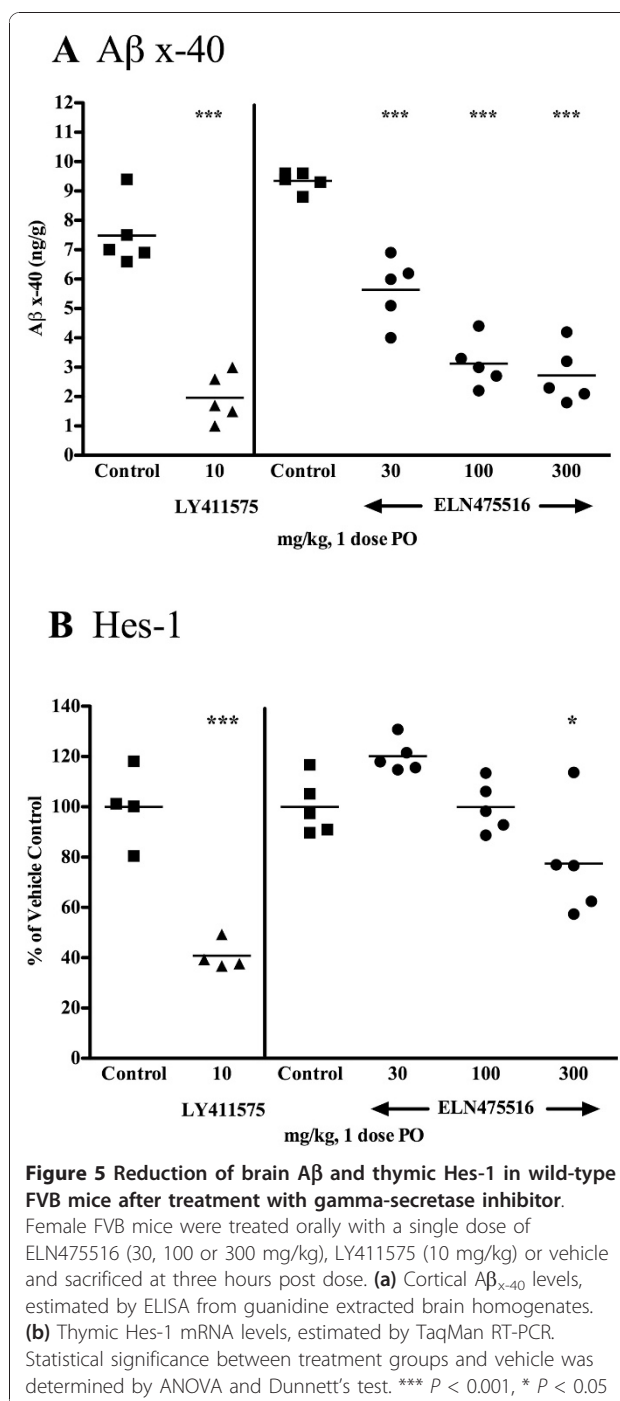 A Aβ x-40
12
11
10
9
8
7
6
5
4
3
2
1
0
Aβ x-40 (ng/g)
*** *** *** ***
Control 10 Control 30 100 300
LY411575 ELN475516
mg/kg, 1 dose PO
B Hes-1
140
120
100
80
60
40
20
0
% of Vehicle Control
*** *
Control 10 Control 30 100 300
LY411575 ELN475516
mg/kg, 1 dose PO
Figure 5 Reduction of brain Aβ and thymic Hes-1 in wild-type
FVB mice after treatment with gamma-secretase inhibitor.
Female FVB mice were treated orally with a single dose of
ELN475516 (30, 100 or 300 mg/kg), LY411575 (10 mg/kg) or vehicle
and sacrificed at three hours post dose. (a) Cortical Aβx-40 levels,
estimated by ELISA from guanidine extracted brain homogenates.
(b) Thymic Hes-1 mRNA levels, estimated by TaqMan RT-PCR.
Statistical significance between treatment groups and vehicle was
determined by ANOVA and Dunnett's test. *** P < 0.001, * P < 0.05